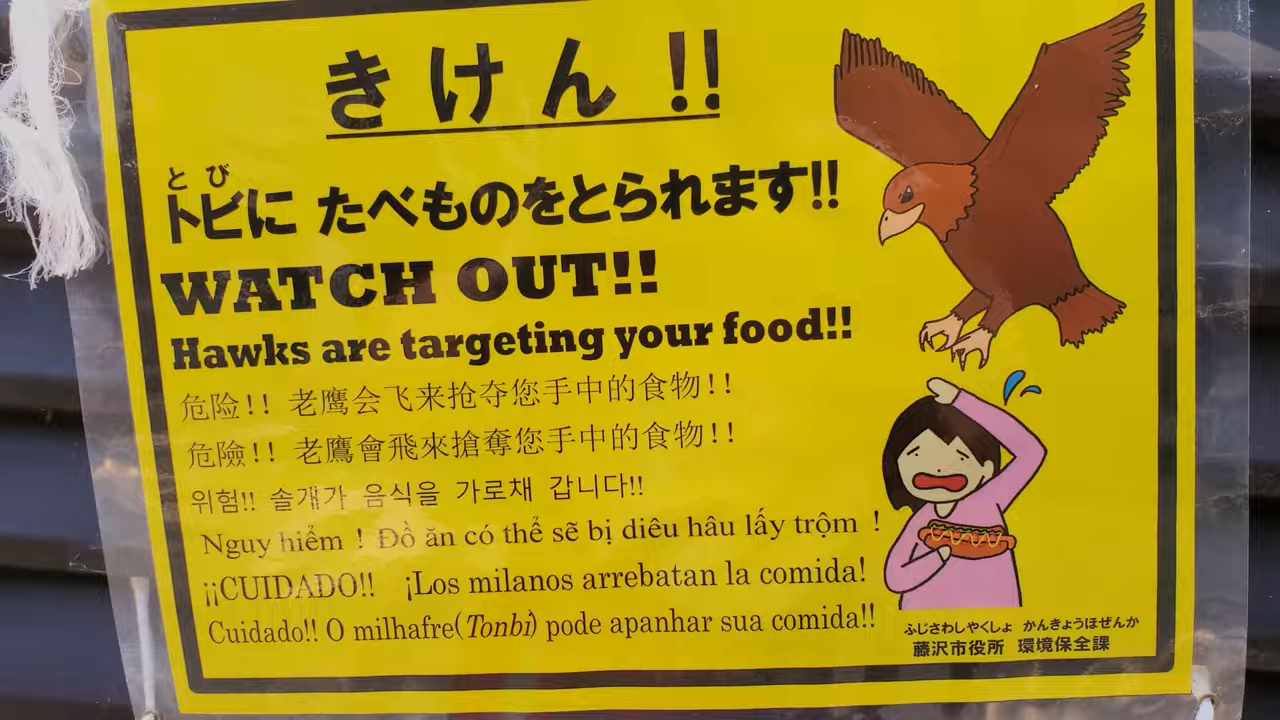 きけん!!
とび
トビに たべものをとられます!!
WATCH OUT!!
Hawks are targeting your food!!
危险!! 老鹰会飞来抢夺您手中的食物!!
危險!! 老鷹會飛來搶奪您手中的食物!!
위험!! 솔개가 음식을 가로채 갑니다!!
Nguy hiểm ! Đồ ăn có thể sẽ bị diêu hâu lấy trộm !
¡¡CUIDADO!! ¡Los milanos arrebatan la comida!
Cuidado!! O milhafre(Tonbi) pode apanhar sua comida!!
ふじさわしやくしょ かんきょうほぜんか
藤沢市役所 環境保全課